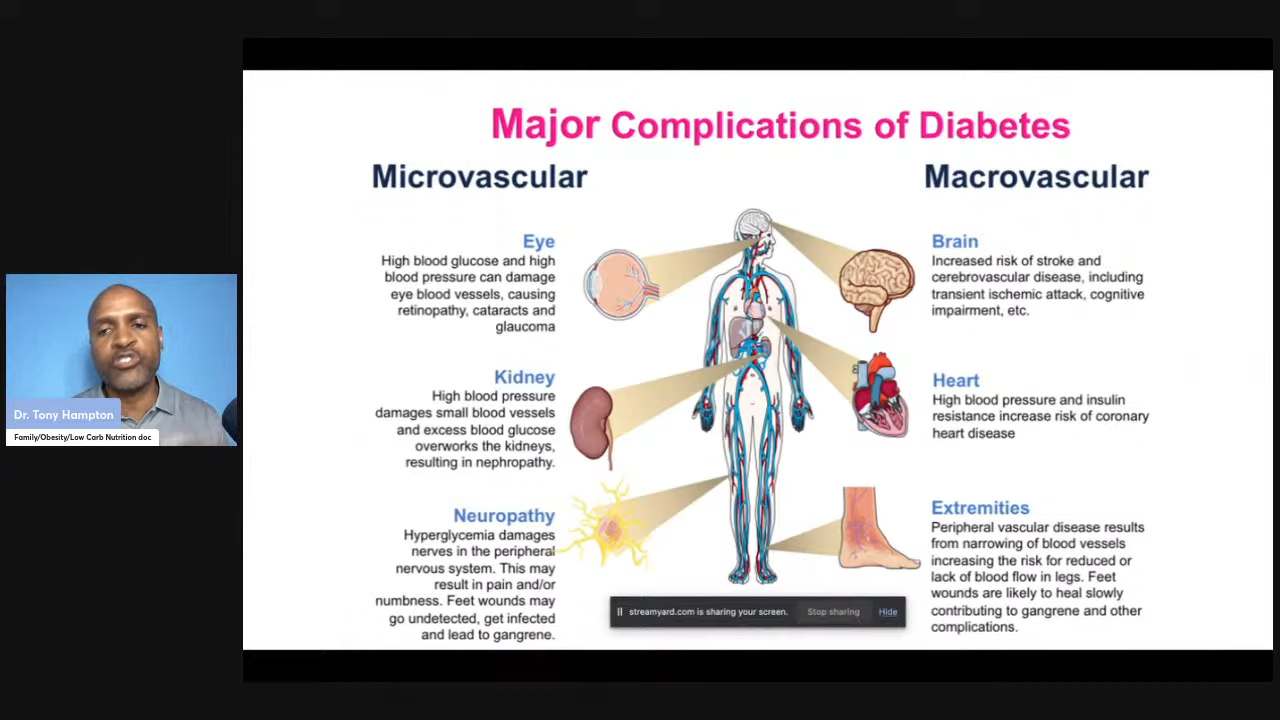 Major Complications of Diabetes
Microvascular
Eye
High blood glucose and high
blood pressure can damage
eye blood vessels, causing
retinopathy, cataracts and
glaucoma
Kidney
High blood pressure
damages small blood vessels
and excess blood glucose
overworks the kidneys,
resulting in nephropathy.
Neuropathy
Hyperglycemia damages
nerves in the peripheral
nervous system. This may
result in pain and/or
numbness. Feet wounds may
go undetected, get infected
and lead to gangrene.
Macrovascular
Brain
Increased risk of stroke and
cerebrovascular disease, including
transient ischemic attack, cognitive
impairment, etc.
Heart
High blood pressure and insulin
resistance increase risk of coronary
heart disease
Extremities
Peripheral vascular disease results
from narrowing of blood vessels
increasing the risk for reduced or
lack of blood flow in legs. Feet
wounds are likely to heal slowly
contributing to gangrene and other
complications.
streamyard.com is sharing your screen. Stop sharing Hide
Dr. Tony Hampton
Family/Obesity/Low Carb Nutrition doc